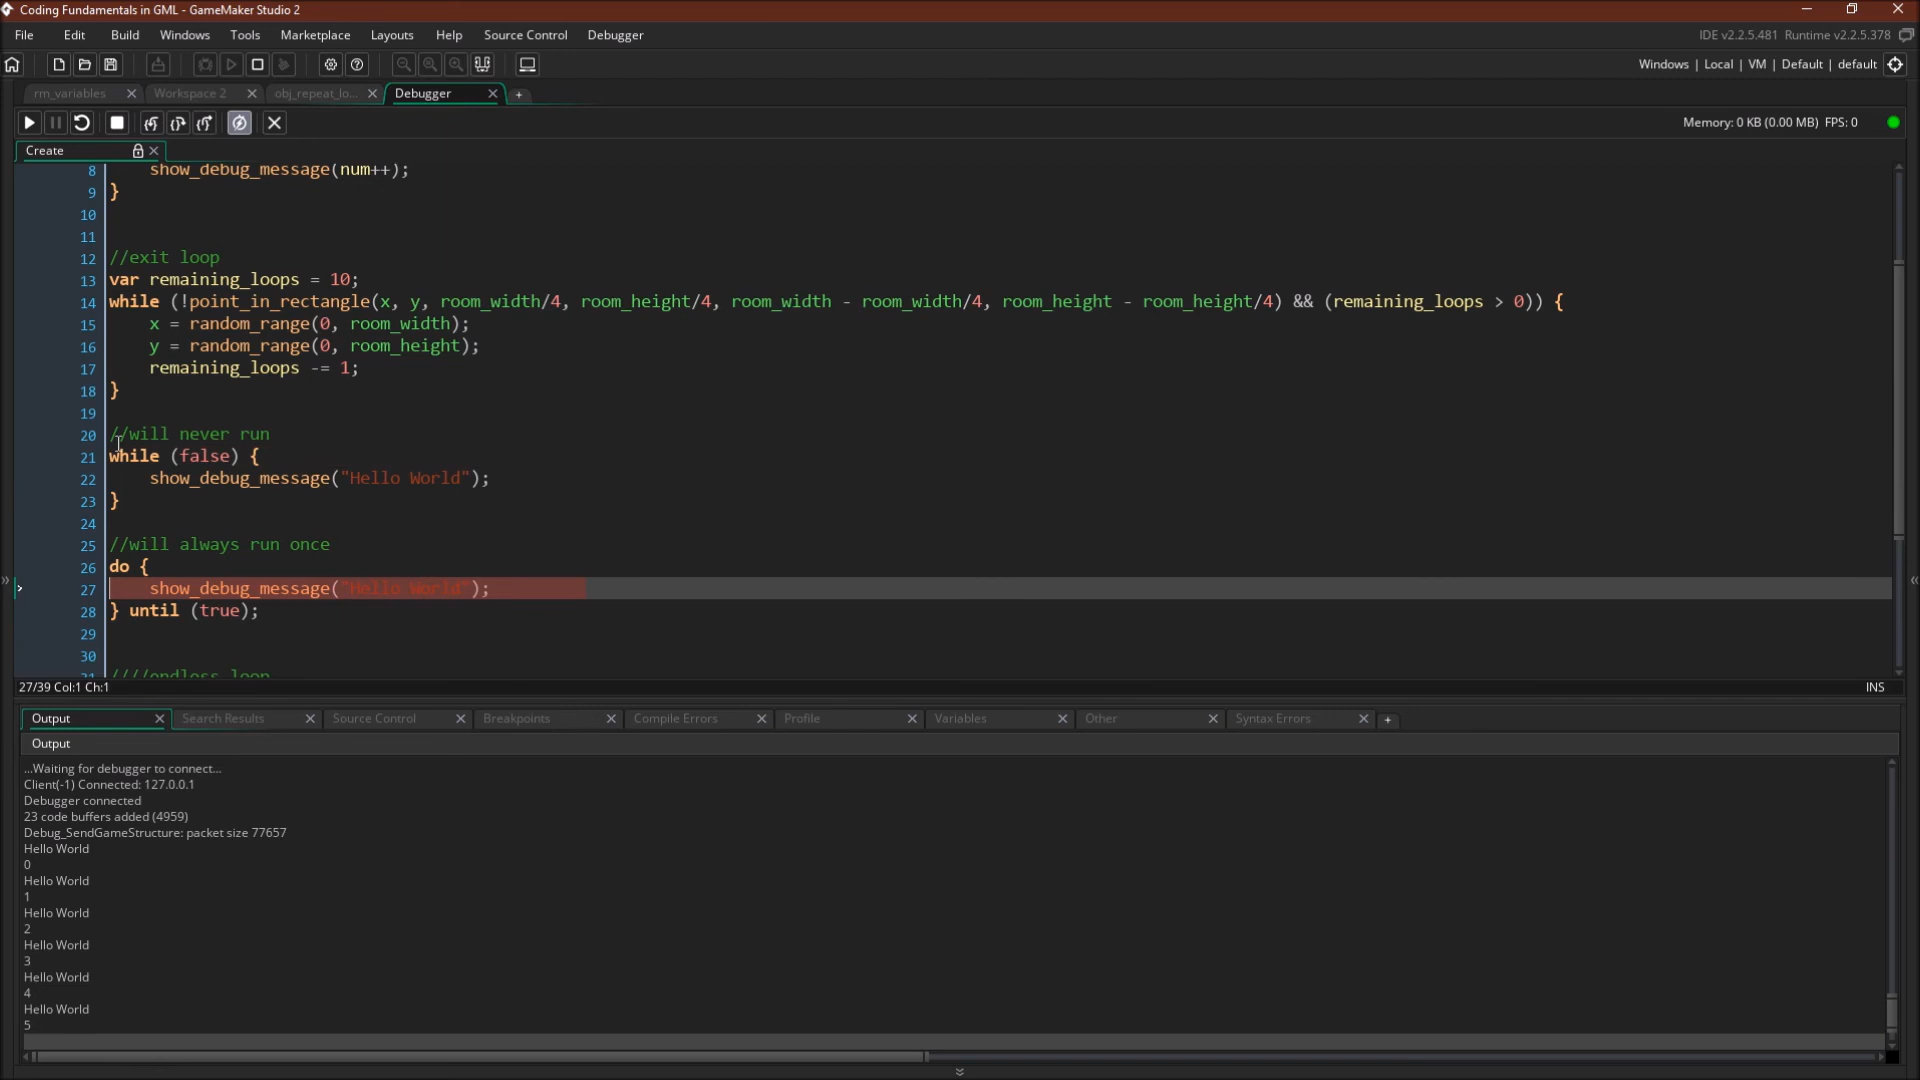 Coding Fundamentals in GML - GameMaker Studio 2
File Edit Build Windows Tools Marketplace Layouts Help Source Control Debugger
IDE v2.2.5.481 Runtime v2.2.5.378
Windows | Local | VM | Default | default
rm_variables Workspace 2 obj_repeat_lo... Debugger
Memory: 0 KB (0.00 MB) FPS: 0
Create
8 show_debug_message(num++);
9 }
10
11
12 //exit loop
13 var remaining_loops = 10;
14 while (!point_in_rectangle(x, y, room_width/4, room_height/4, room_width - room_width/4, room_height - room_height/4) && (remaining_loops > 0)) {
15 x = random_range(0, room_width);
16 y = random_range(0, room_height);
17 remaining_loops -= 1;
18 }
19
20 //will never run
21 while (false) {
22 show_debug_message("Hello World");
23 }
24
25 //will always run once
26 do {
27 show_debug_message("Hello World");
28 } until (true);
29
30
31 ////endless loop
27/39 Col:1 Ch:1
INS
Output Search Results Source Control Breakpoints Compile Errors Profile Variables Other Syntax Errors
Output
...Waiting for debugger to connect...
Client(-1) Connected: 127.0.0.1
Debugger connected
23 code buffers added (4959)
Debug_SendGameStructure: packet size 77657
Hello World
0
Hello World
1
Hello World
2
Hello World
3
Hello World
4
Hello World
5